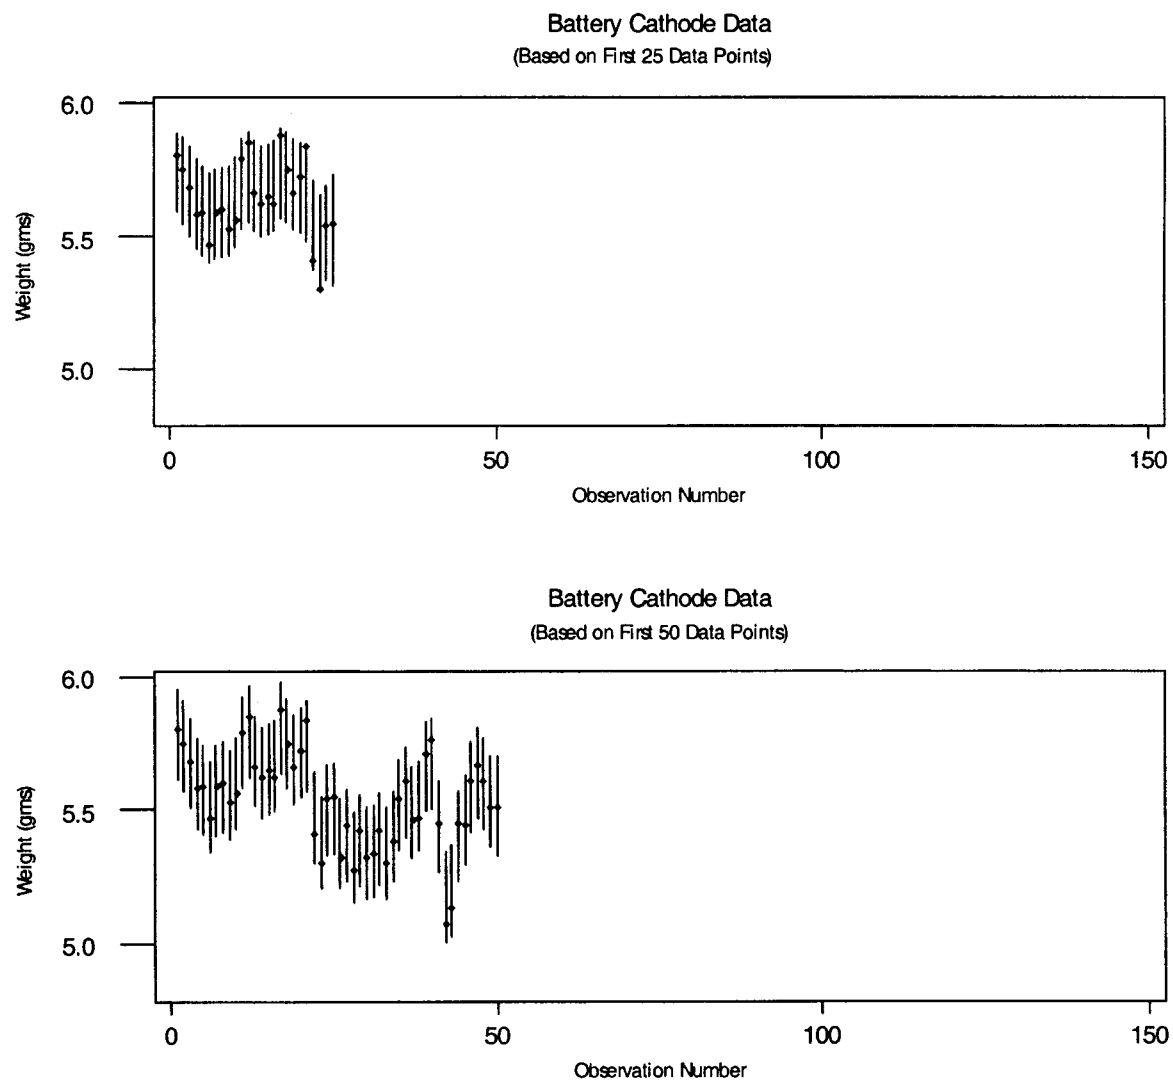 Battery Cathode Data
(Based on First 25 Data Points)
6.0
5.5
5.0
Weight (gms)
0 50 100 150
Observation Number
Battery Cathode Data
(Based on First 50 Data Points)
6.0
5.5
5.0
Weight (gms)
0 50 100 150
Observation Number